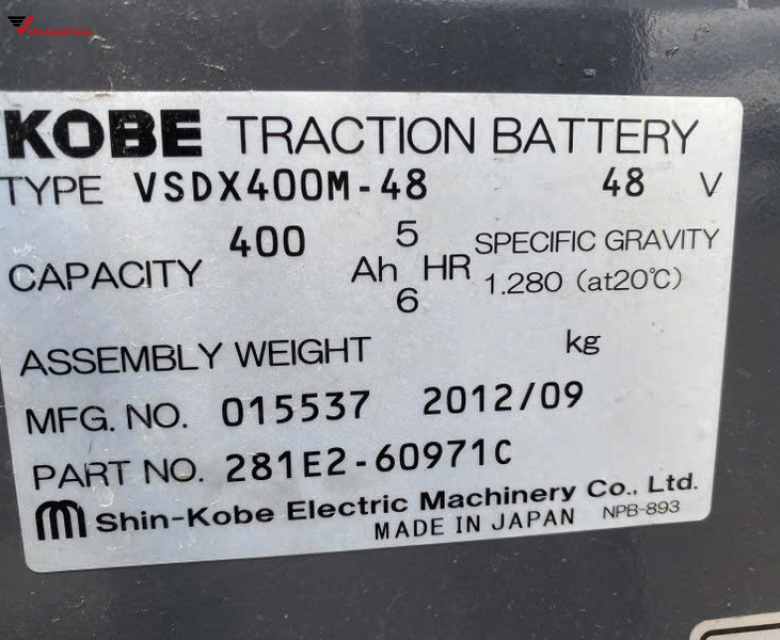 VINAGOSS
KOBE TRACTION BATTERY
TYPE VSDX400M-48 48 V
CAPACITY 400 Ah 5 HR 6 SPECIFIC GRAVITY
1.280 (at20℃)
ASSEMBLY WEIGHT kg
MFG. NO. 015537 2012/09
PART NO. 281E2-60971C
Shin-Kobe Electric Machinery Co., Ltd.
MADE IN JAPAN NPB-893